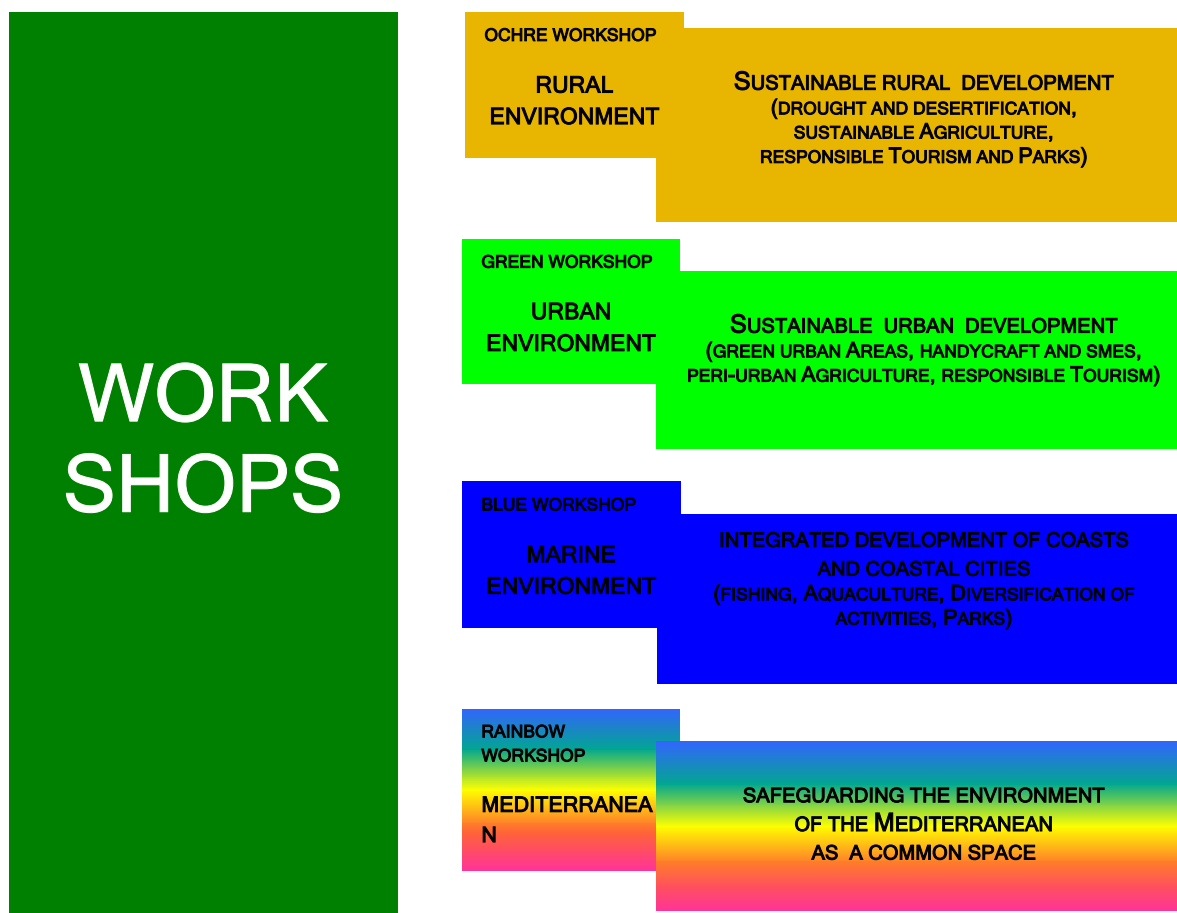 WORK
SHOPS
OCHRE WORKSHOP
RURAL
ENVIRONMENT
SUSTAINABLE RURAL DEVELOPMENT
(DROUGHT AND DESERTIFICATION,
SUSTAINABLE AGRICULTURE,
RESPONSIBLE TOURISM AND PARKS)
GREEN WORKSHOP
URBAN
ENVIRONMENT
SUSTAINABLE URBAN DEVELOPMENT
(GREEN URBAN AREAS, HANDYCRAFT AND SMES,
PERI-URBAN AGRICULTURE, RESPONSIBLE TOURISM)
BLUE WORKSHOP
MARINE
ENVIRONMENT
INTEGRATED DEVELOPMENT OF COASTS
AND COASTAL CITIES
(FISHING, AQUACULTURE, DIVERSIFICATION OF
ACTIVITIES, PARKS)
RAINBOW
WORKSHOP
MEDITERRANEA
N
SAFEGUARDING THE ENVIRONMENT
OF THE MEDITERRANEAN
AS A COMMON SPACE